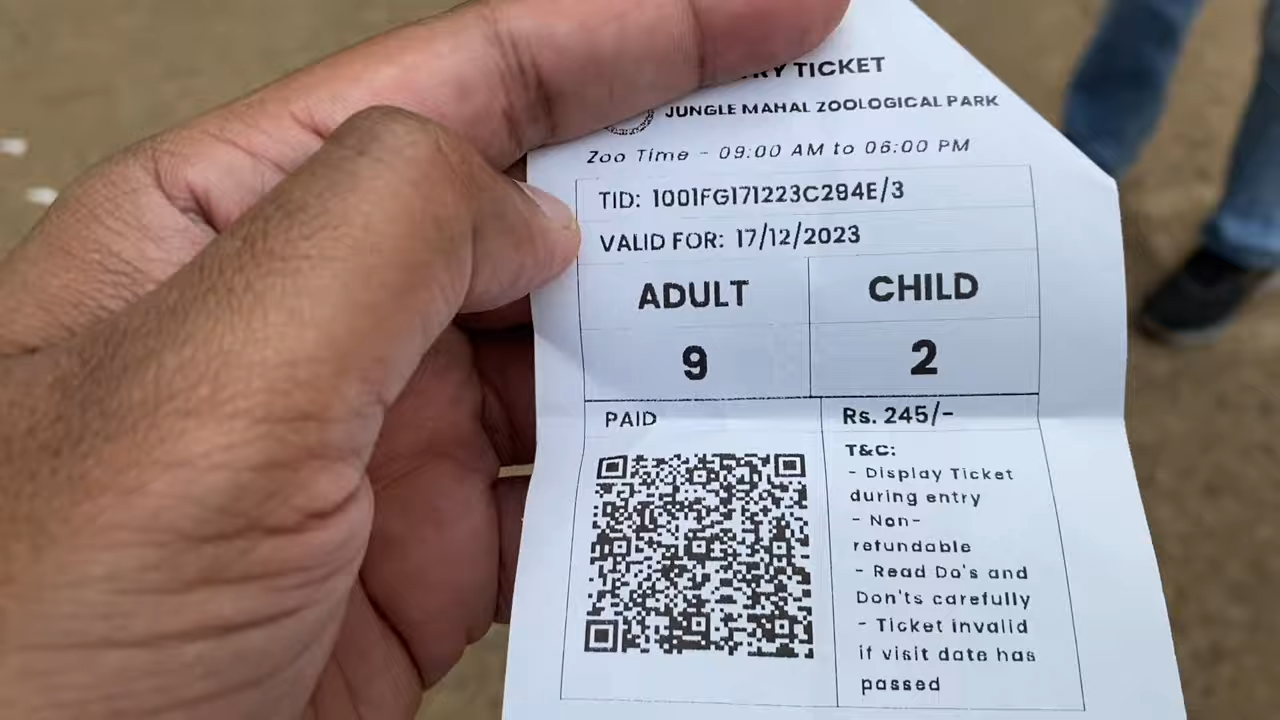 TICKET
JUNGLE MAHAL ZOOLOGICAL PARK
Zoo Time - 09:00 AM to 06:00 PM
TID: 1001FG171223C294E/3
VALID FOR: 17/12/2023
ADULT CHILD
9 2
PAID Rs. 245/-
T&C:
- Display Ticket
during entry
- Non-
refundable
- Read Do's and
Don'ts carefully
- Ticket invalid
if visit date has
passed